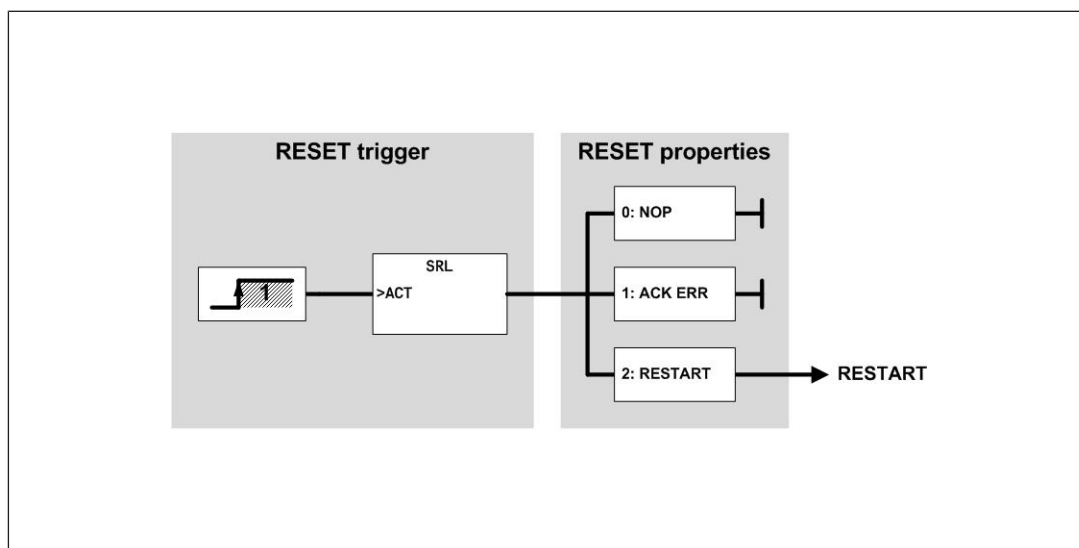 RESET trigger
RESET properties
0: NOP
SRL
1
>ACT
1: ACK ERR
2: RESTART
RESTART